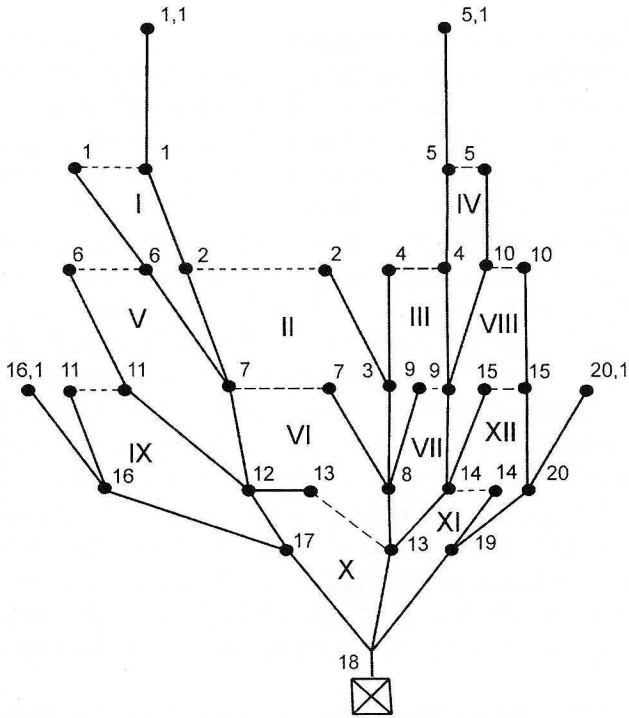 1,1 5,1
1 1 5 5
I IV
6 6 2 2 4 4 10 10
V II III VIII
16,1 11 11 7 7 3 9 9 15 15 20,1
IX VI VII XII
16 12 13 8 14 14 20
17 X 13 XI 19
18